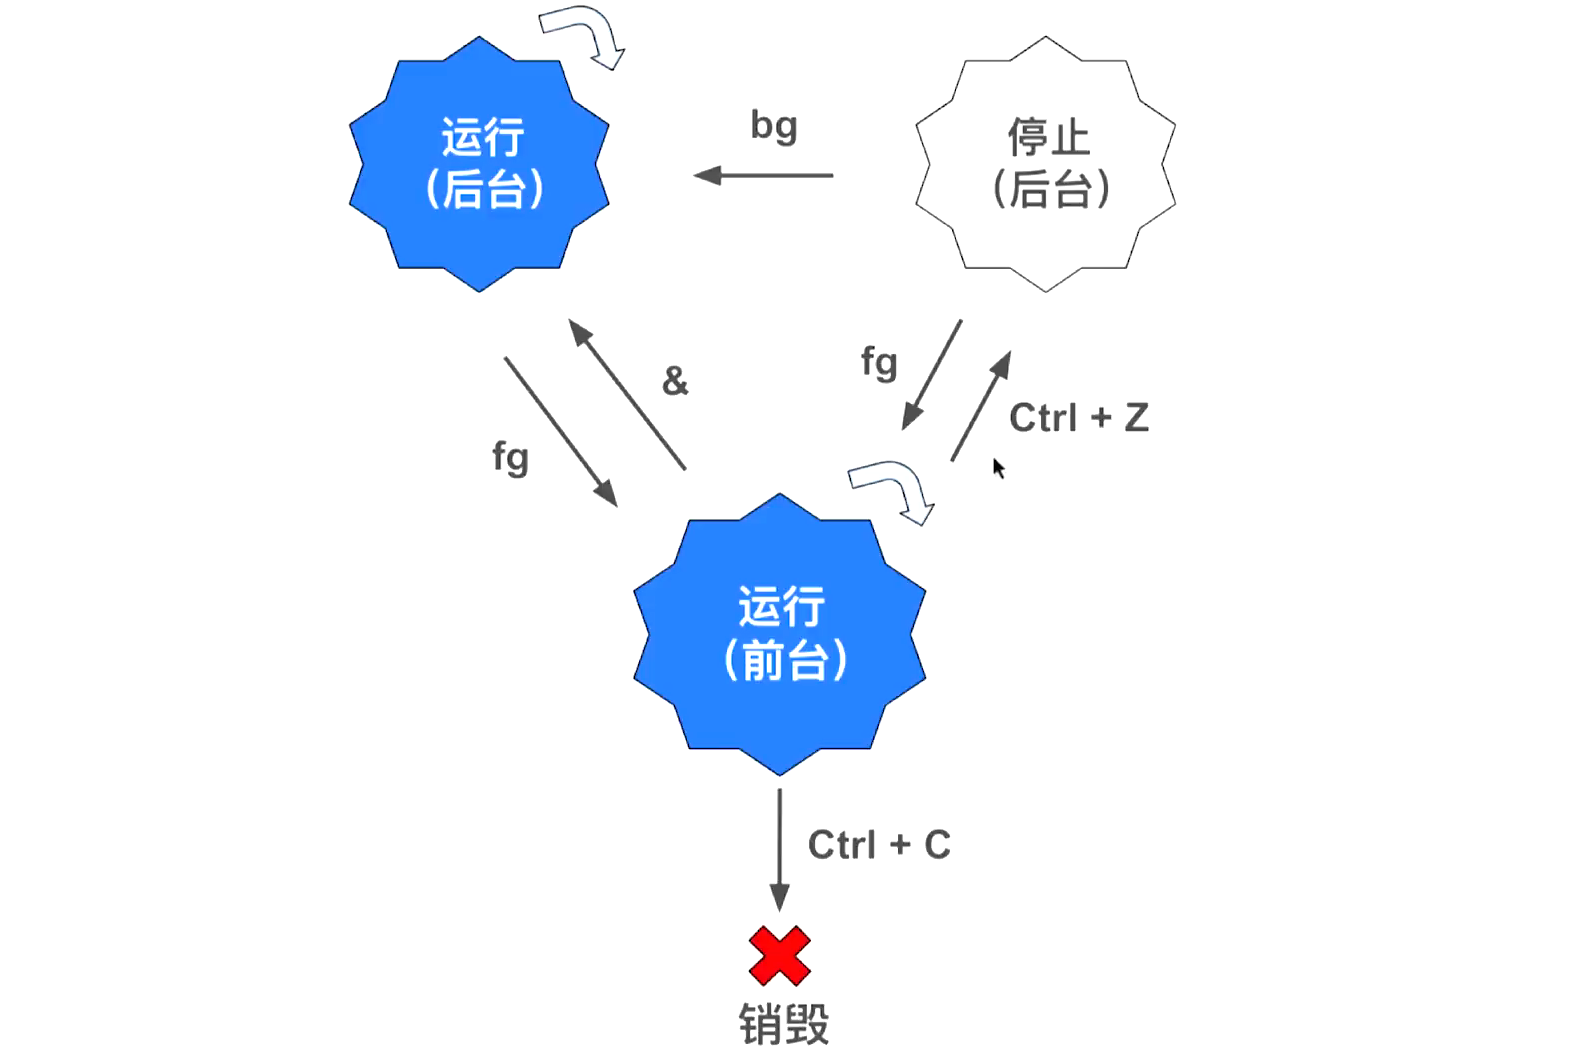 运行
（后台）
bg
停止
（后台）
fg
&
fg
Ctrl + Z
运行
（前台）
Ctrl + C
销毁